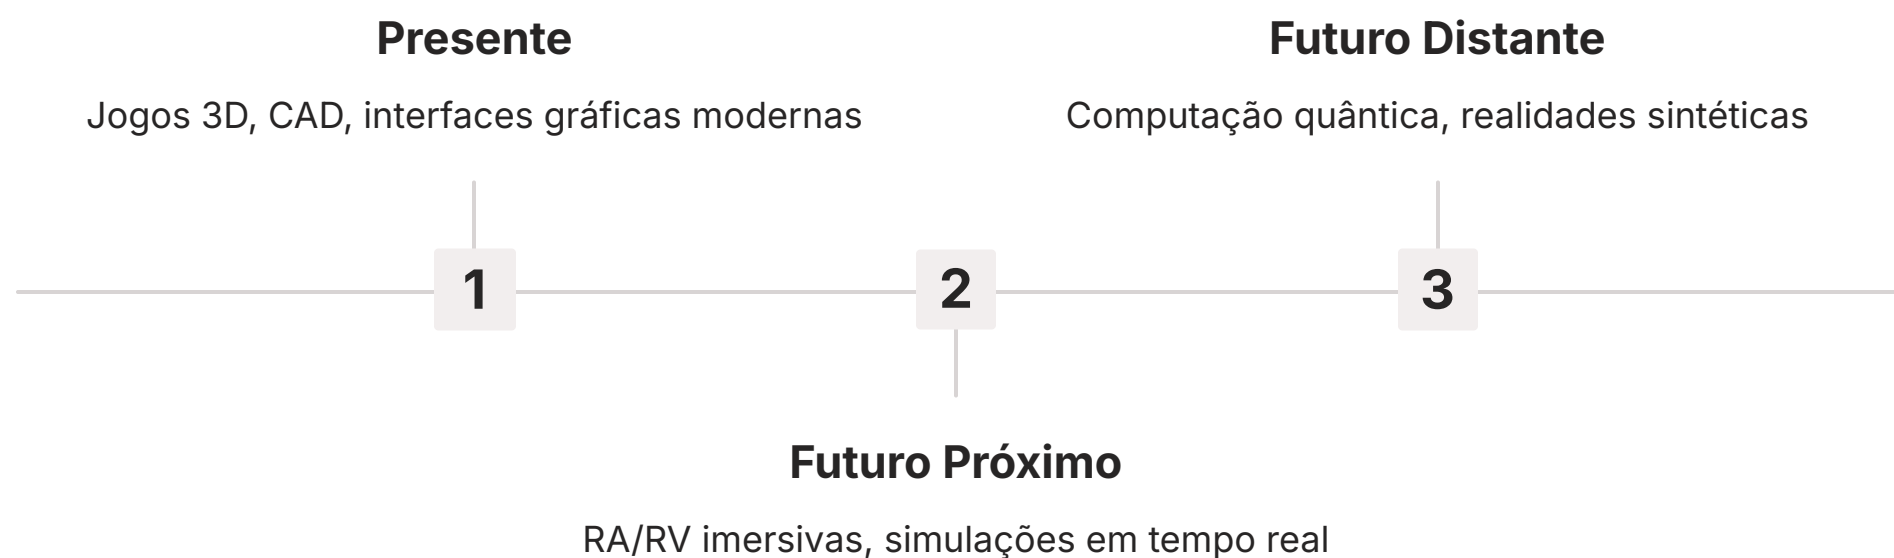 Presente
Jogos 3D, CAD, interfaces gráficas modernas
Futuro Distante
Computação quântica, realidades sintéticas
1
2
3
Futuro Próximo
RA/RV imersivas, simulações em tempo real